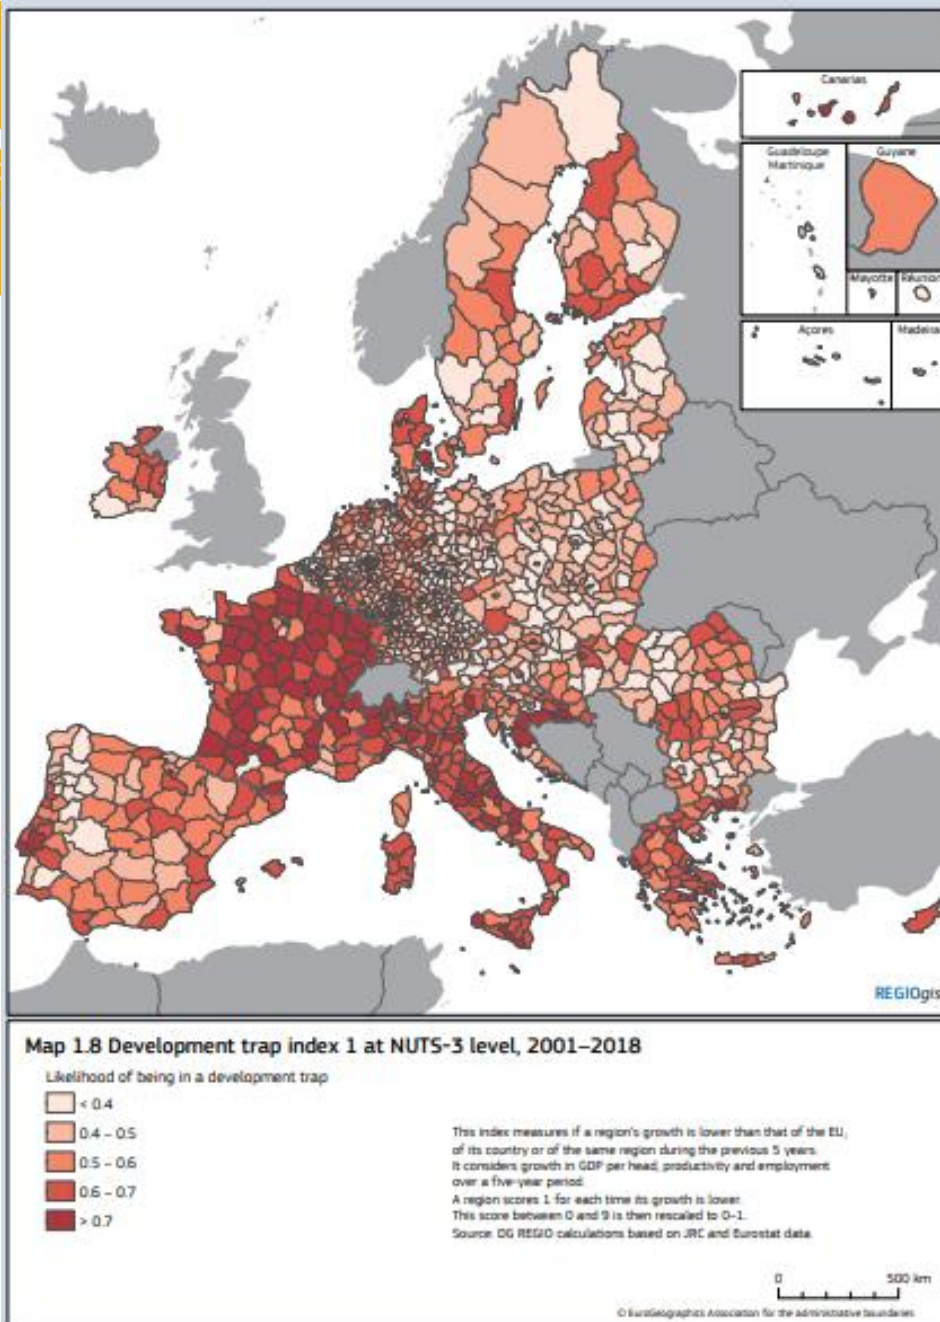 Canarias
Guadeloupe
Martinique
Guyane
Mayotte
Réunion
Açores
Madeira
REGIOgis
Map 1.8 Development trap index 1 at NUTS-3 level, 2001–2018
Likelihood of being in a development trap
< 0.4
0.4 – 0.5
0.5 – 0.6
0.6 – 0.7
> 0.7
This index measures if a region's growth is lower than that of the EU,
of its country or of the same region during the previous 5 years.
It considers growth in GDP per head, productivity and employment
over a five-year period.
A region scores 1 for each time its growth is lower.
This score between 0 and 9 is then rescaled to 0–1.
Source: DG REGIO calculations based on JRC and Eurostat data.
0 500 km
© EuroGeographics Association for the administrative boundaries